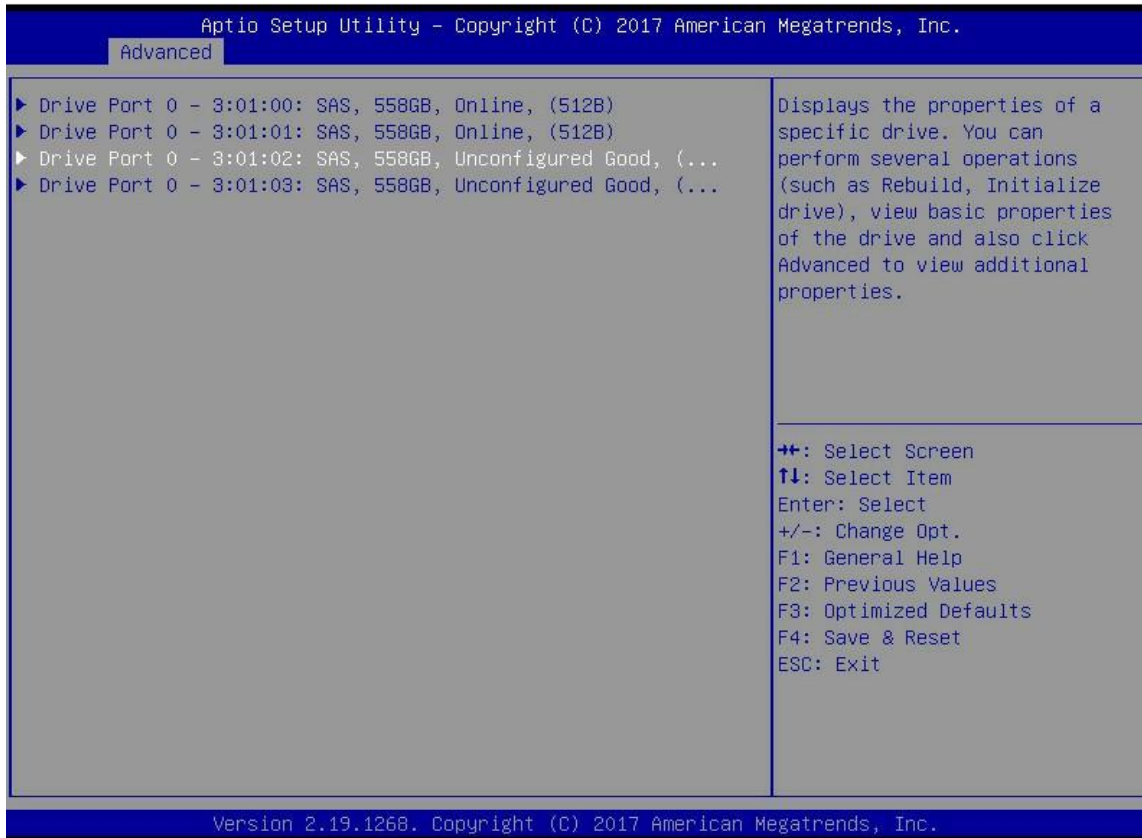 Aptio Setup Utility – Copyright (C) 2017 American Megatrends, Inc.
Advanced
▶ Drive Port 0 – 3:01:00: SAS, 558GB, Online, (512B)
▶ Drive Port 0 – 3:01:01: SAS, 558GB, Online, (512B)
▶ Drive Port 0 – 3:01:02: SAS, 558GB, Unconfigured Good, (...
▶ Drive Port 0 – 3:01:03: SAS, 558GB, Unconfigured Good, (...
Displays the properties of a
specific drive. You can
perform several operations
(such as Rebuild, Initialize
drive), view basic properties
of the drive and also click
Advanced to view additional
properties.
→←: Select Screen
↑↓: Select Item
Enter: Select
+/-: Change Opt.
F1: General Help
F2: Previous Values
F3: Optimized Defaults
F4: Save & Reset
ESC: Exit
Version 2.19.1268. Copyright (C) 2017 American Megatrends, Inc.